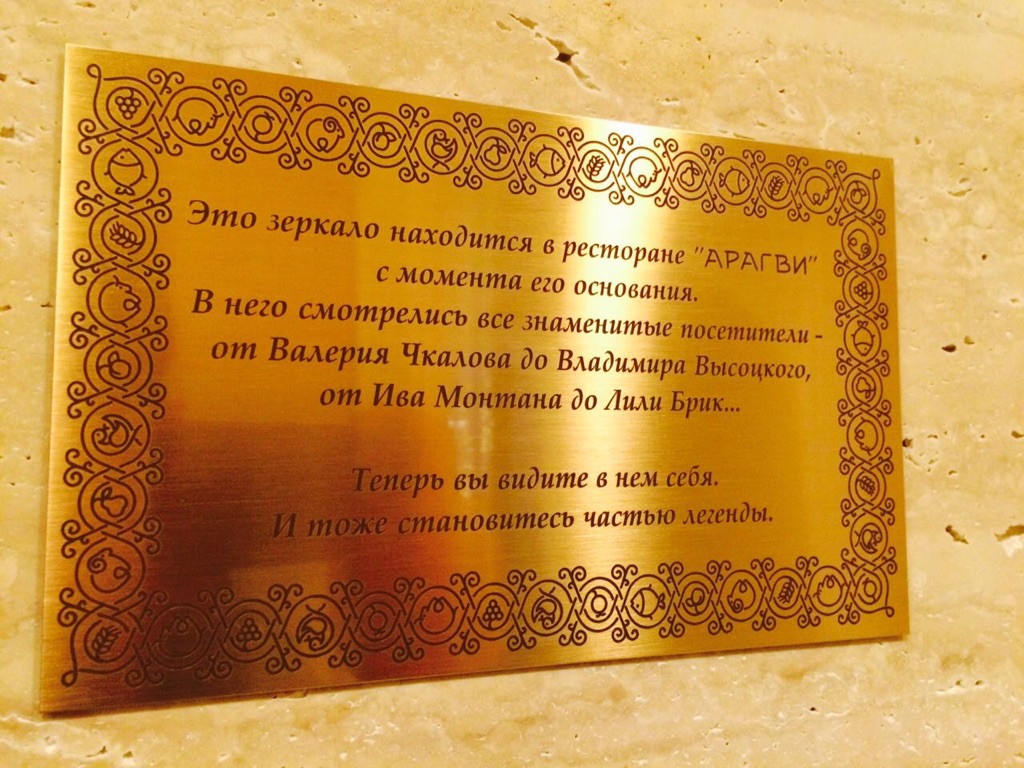 Это зеркало находится в ресторане "АРАГВИ"
с момента его основания.
В него смотрелись все знаменитые посетители -
от Валерия Чкалова до Владимира Высоцкого,
от Ива Монтана до Лили Брик...
Теперь вы видите в нем себя.
И тоже становитесь частью легенды.